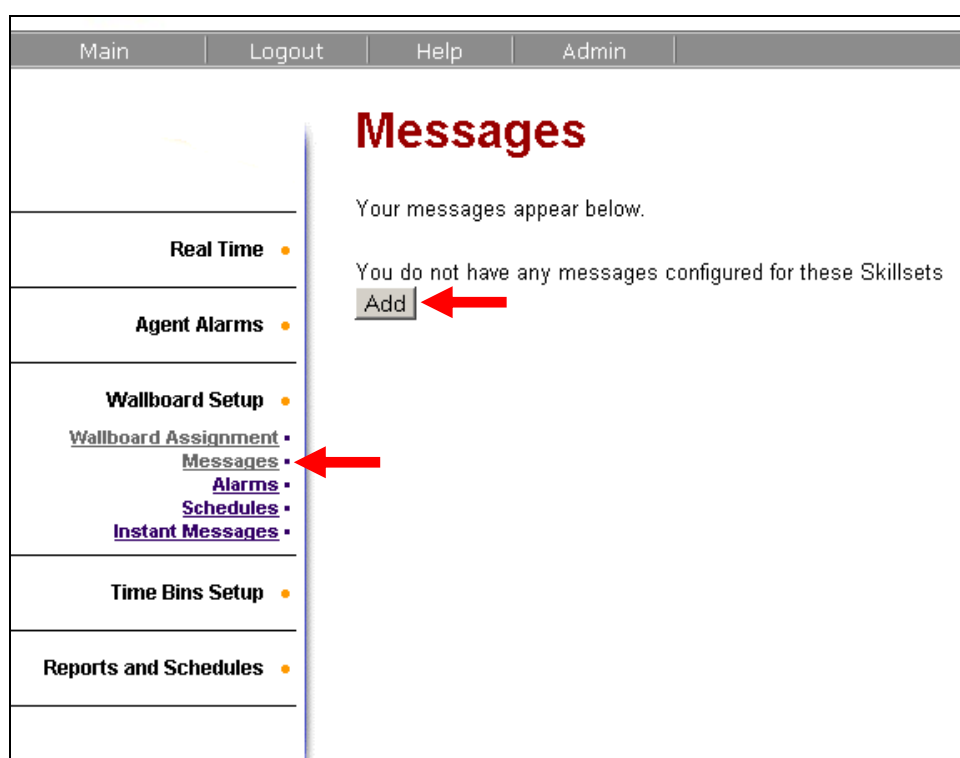 Main Logout Help Admin
Messages
Your messages appear below.
You do not have any messages configured for these Skillsets
Add
Real Time
Agent Alarms
Wallboard Setup
Wallboard Assignment
Messages
Alarms
Schedules
Instant Messages
Time Bins Setup
Reports and Schedules